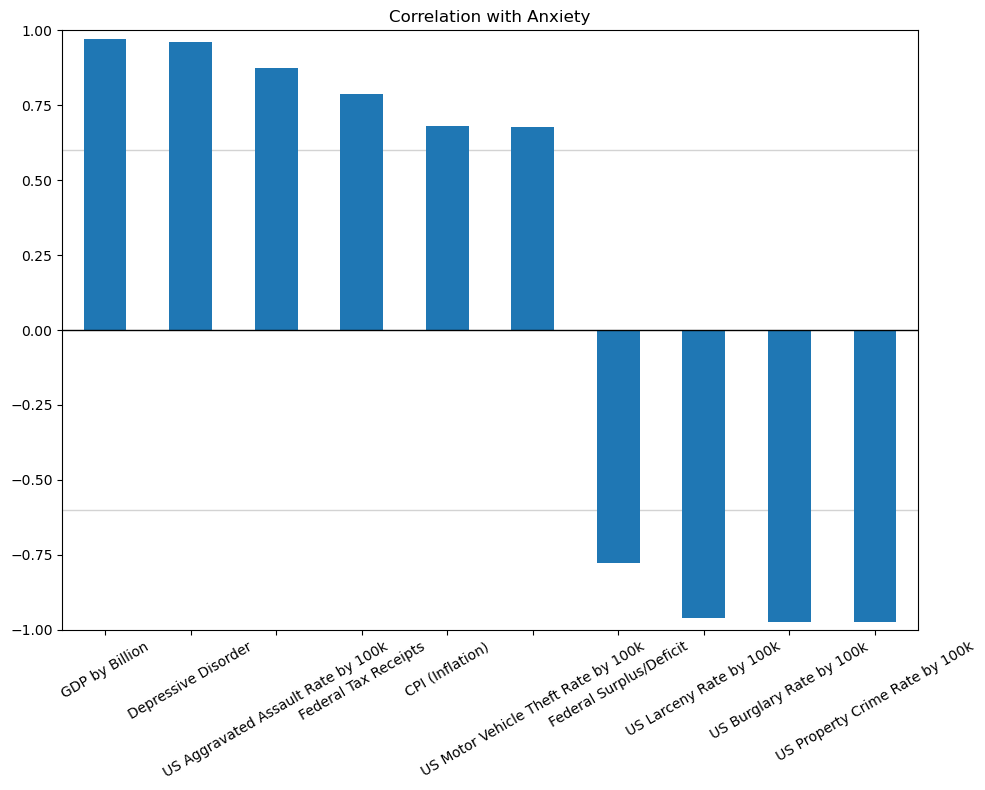 Correlation with Anxiety
1.00
0.75
0.50
0.25
0.00
−0.25
−0.50
−0.75
−1.00
GDP by Billion
Depressive Disorder
US Aggravated Assault Rate by 100k
Federal Tax Receipts
CPI (Inflation)
US Motor Vehicle Theft Rate by 100k
Federal Surplus/Deficit
US Larceny Rate by 100k
US Burglary Rate by 100k
US Property Crime Rate by 100k